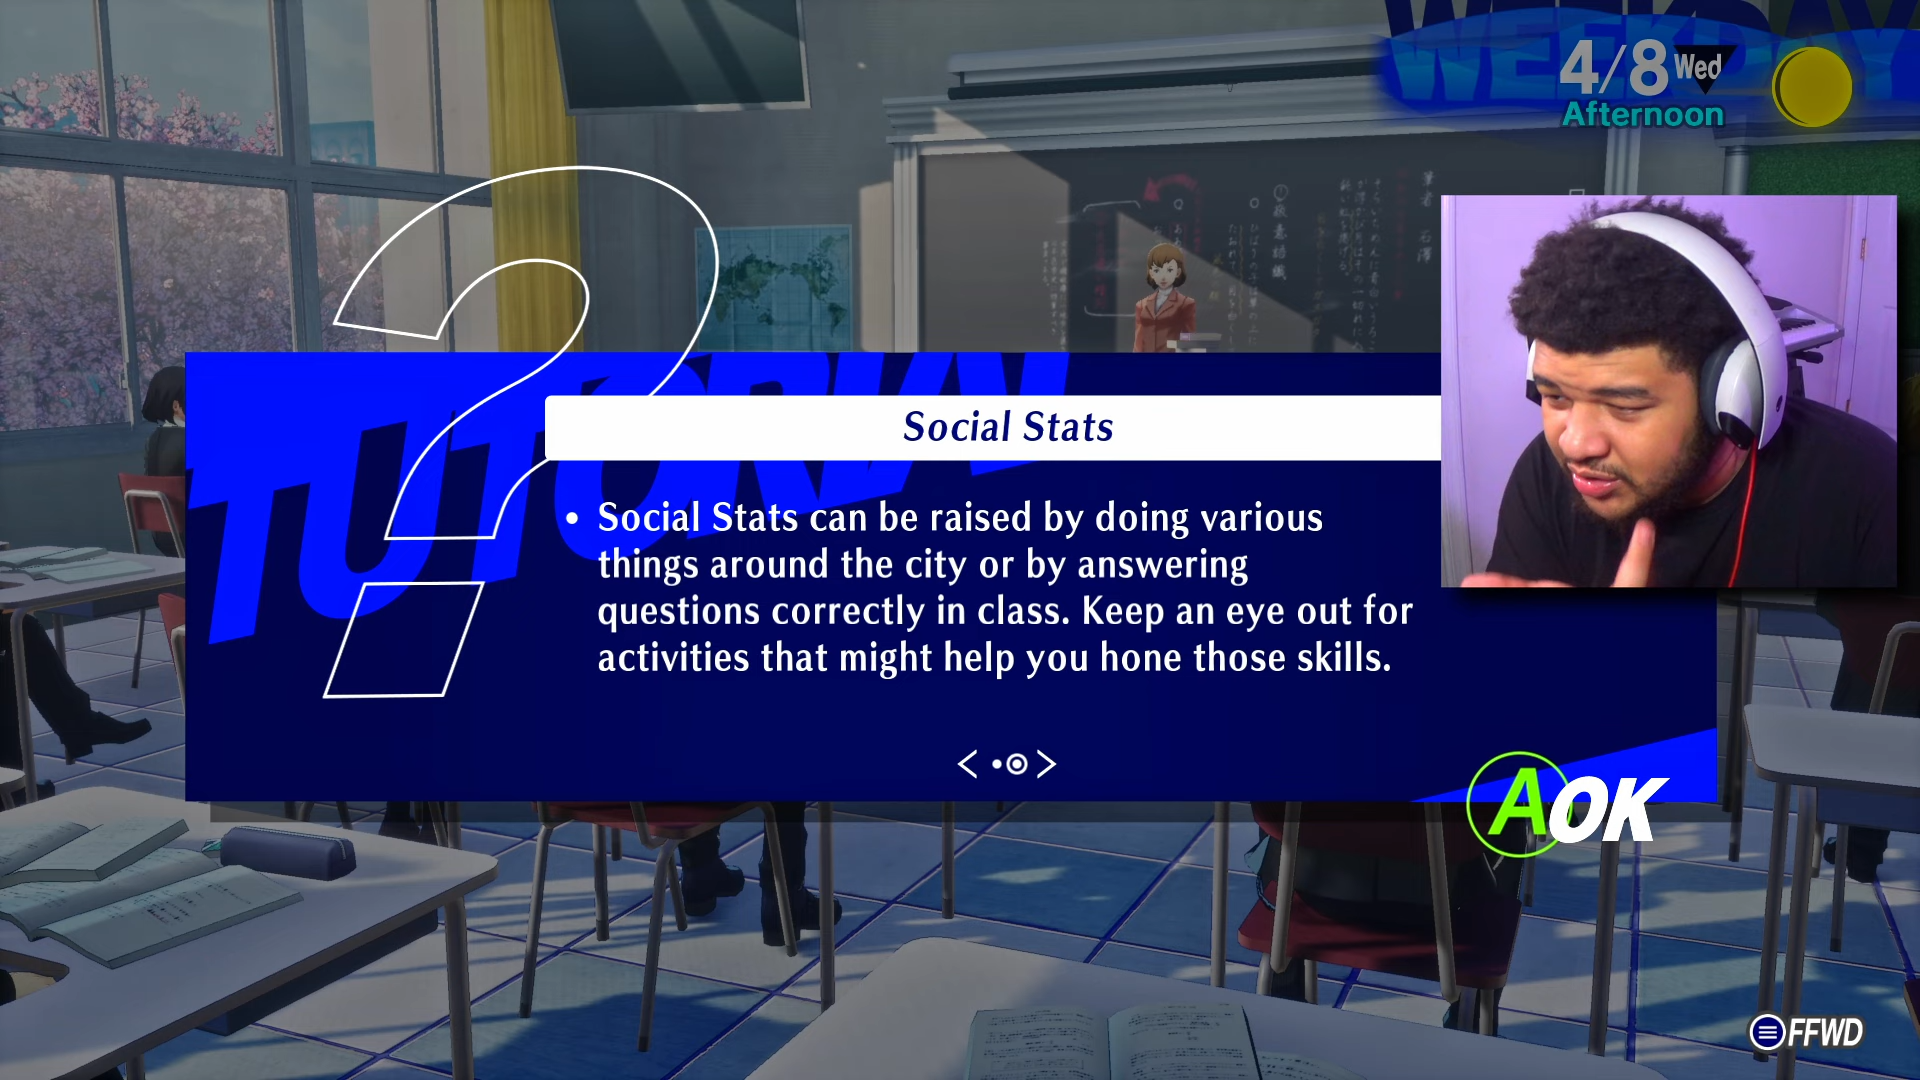 WEEKDAY
4/8 Wed
Afternoon
TUTORIAL
?
Social Stats
• Social Stats can be raised by doing various
things around the city or by answering
questions correctly in class. Keep an eye out for
activities that might help you hone those skills.
A OK
FFWD